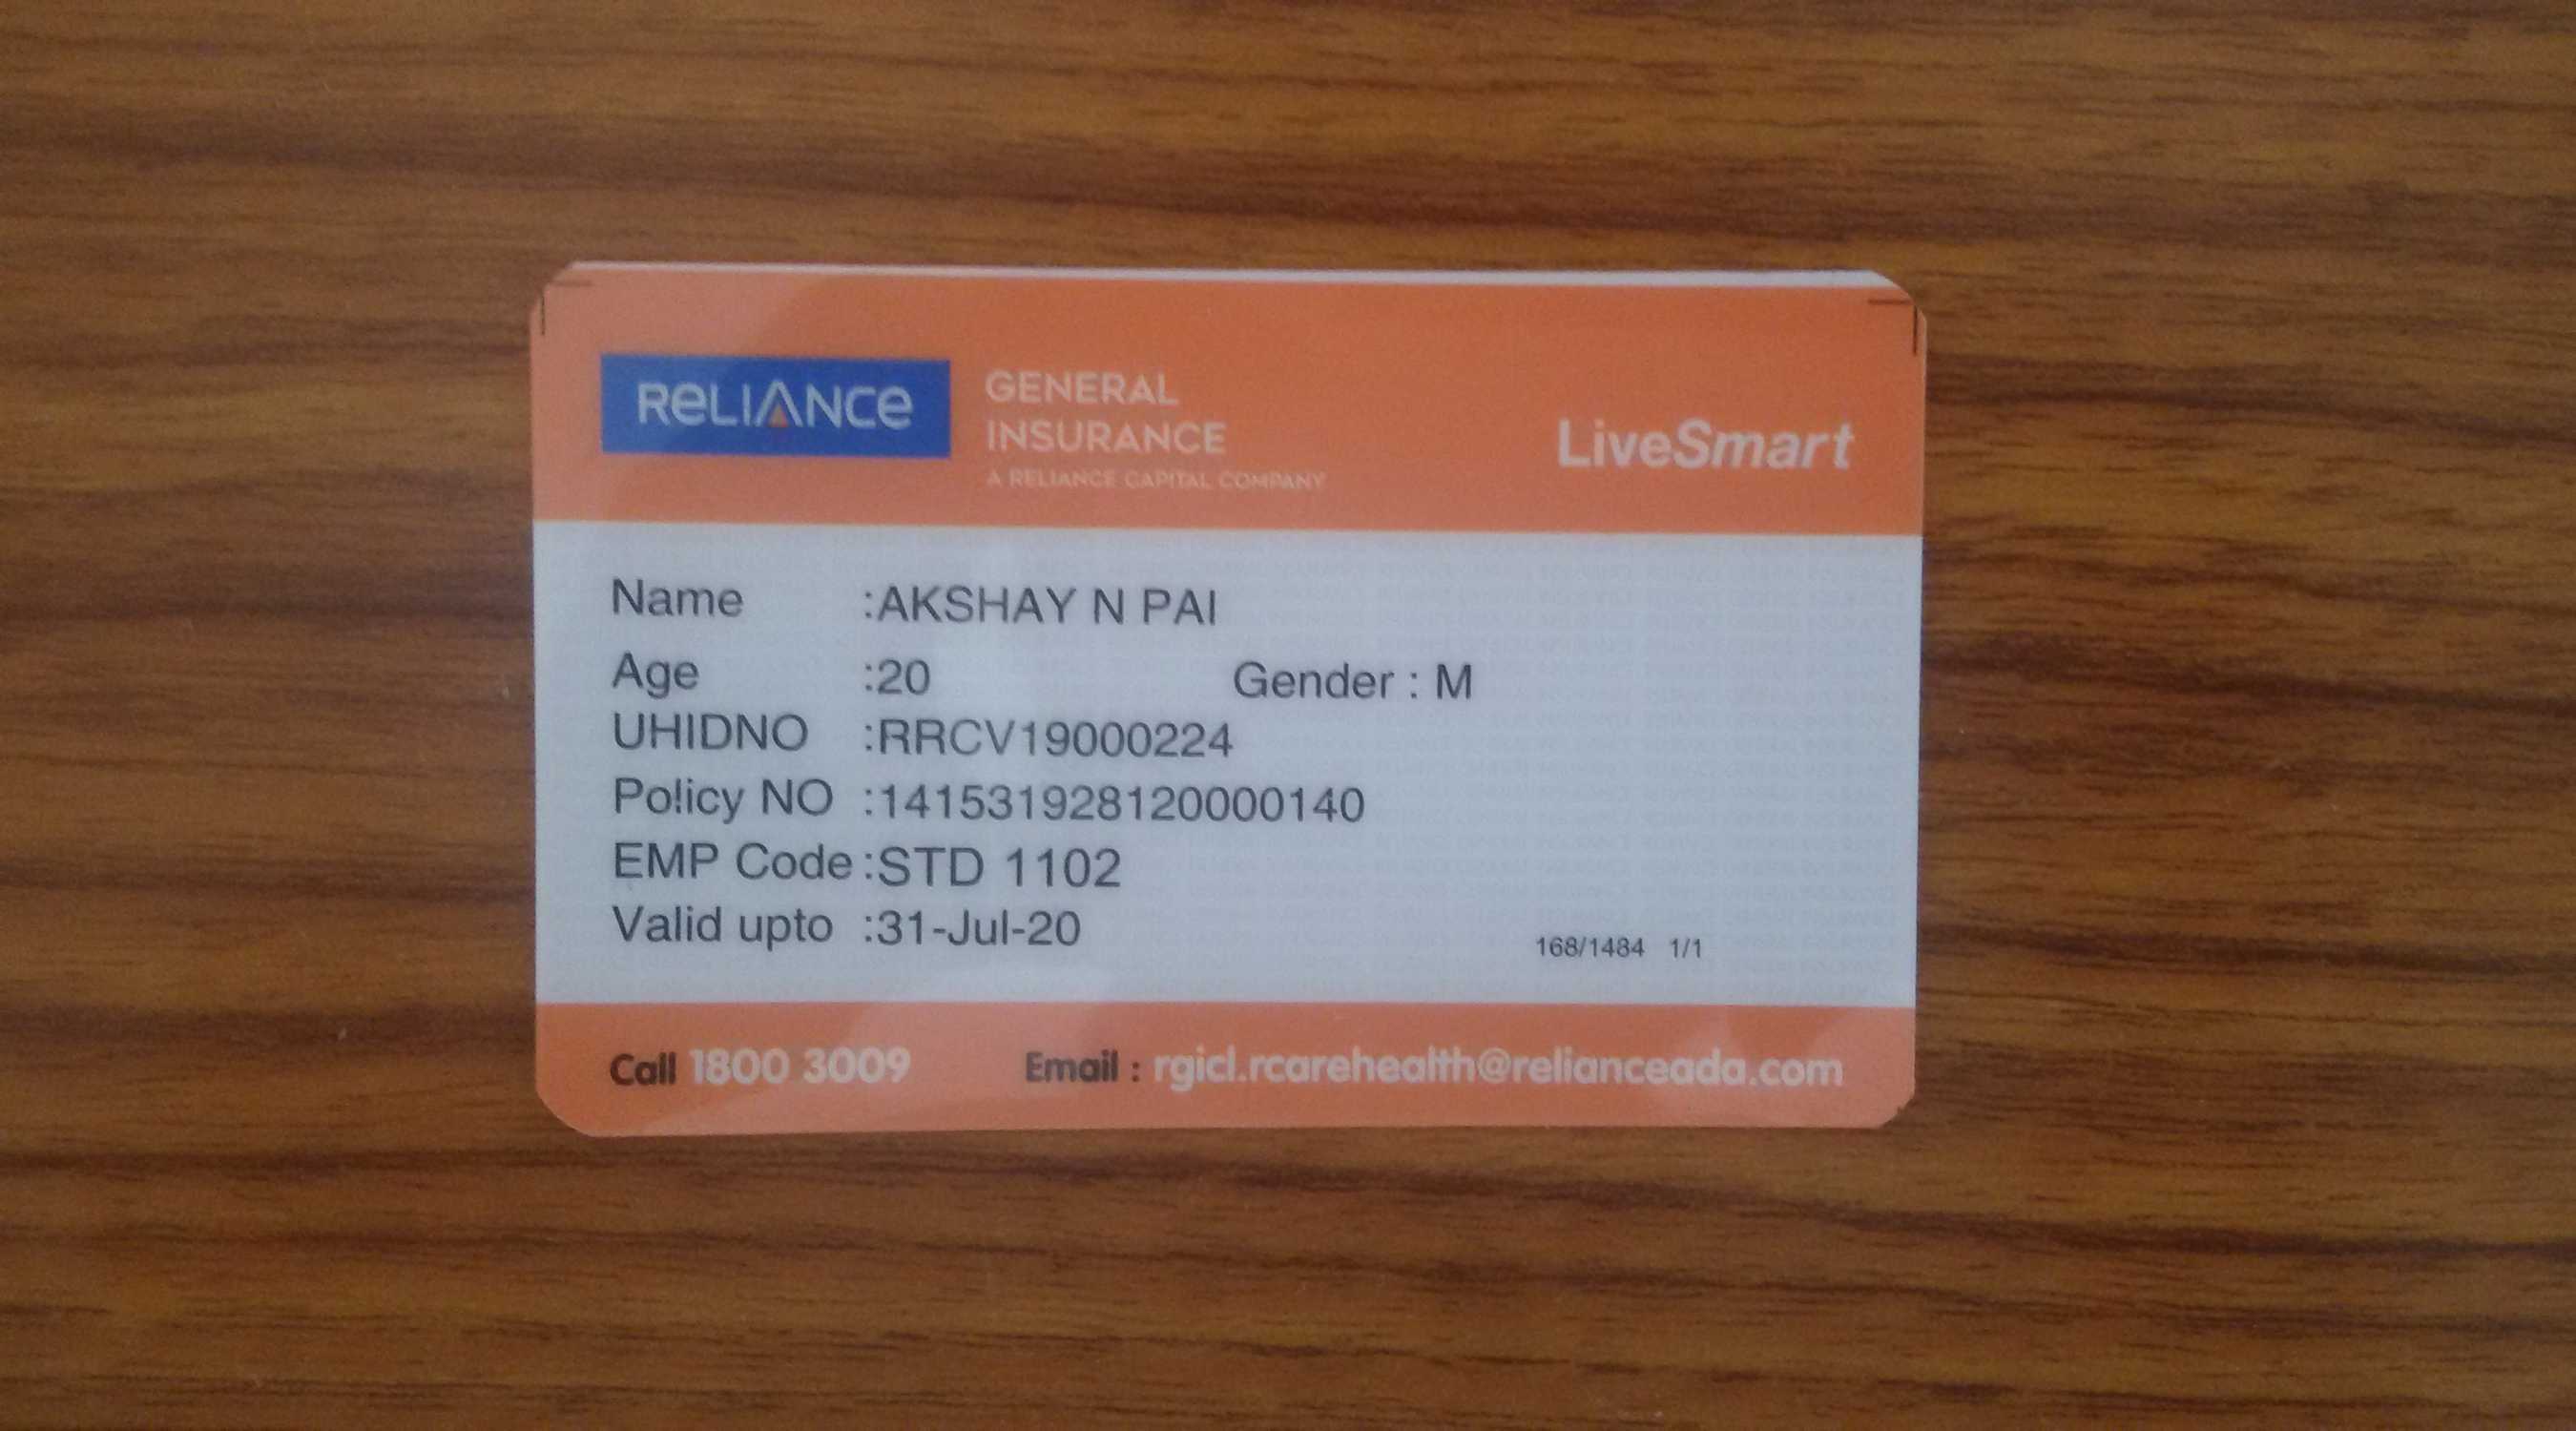 RELIANCE GENERAL
INSURANCE
A RELIANCE CAPITAL COMPANY
LiveSmart
Name :AKSHAY N PAI
Age :20 Gender : M
UHIDNO :RRCV19000224
Policy NO :141531928120000140
EMP Code :STD 1102
Valid upto :31-Jul-20
168/1484 1/1
Call 1800 3009 Email : rgicl.rcarehealth@relianceada.com